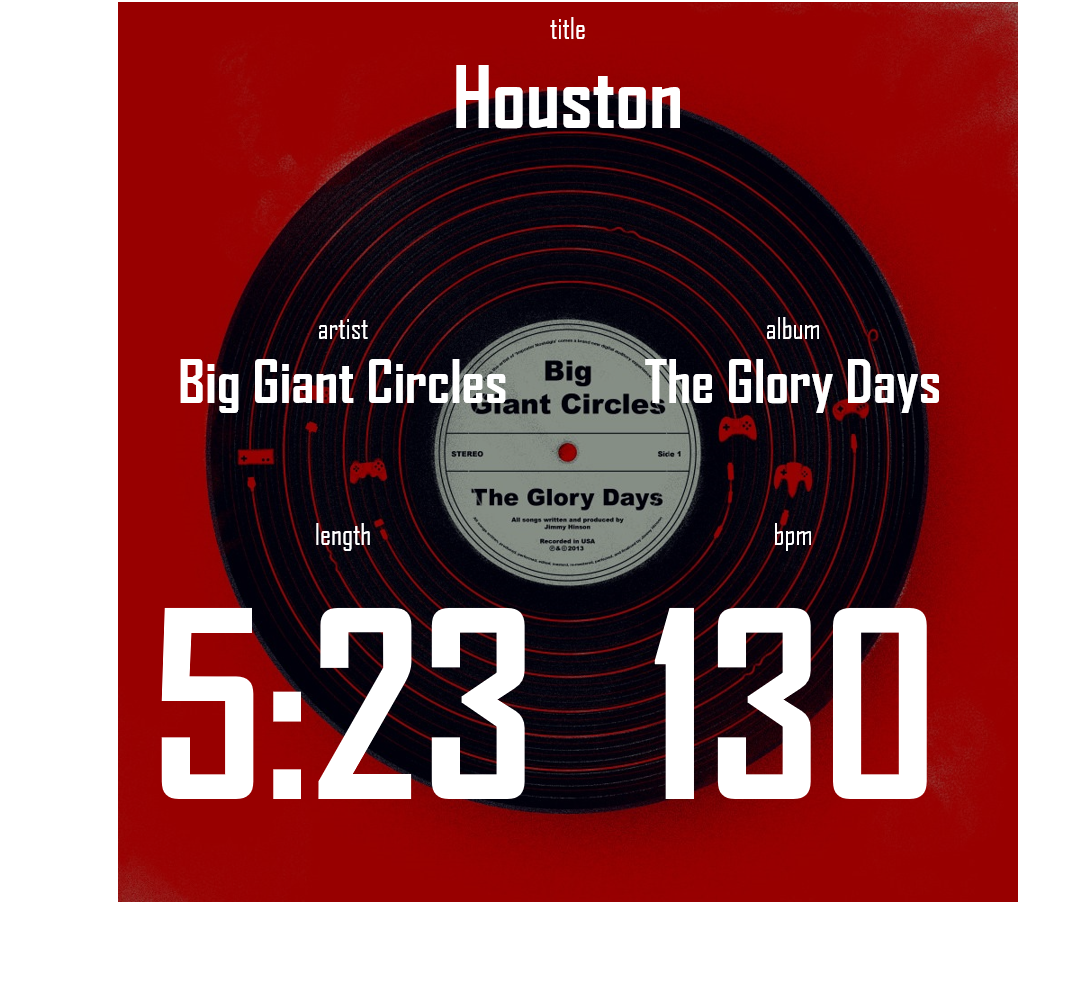 title
Houston
artist
album
Big Giant Circles
The Glory Days
Big
Giant Circles
STEREO
Side 1
The Glory Days
All songs written and produced by
Jimmy Hinson
Recorded in USA
℗&©2013
length
bpm
5:23
130